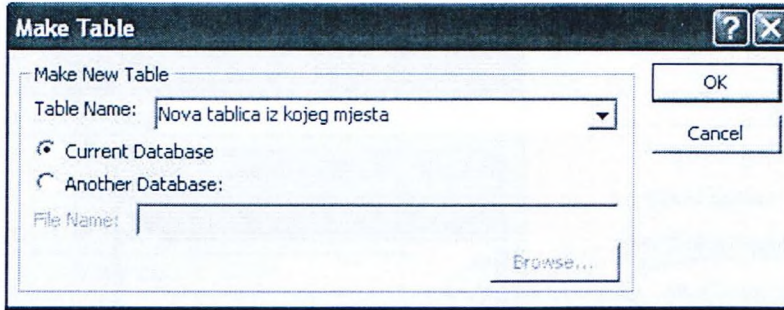 Make Table
Make New Table
Table Name: Nova tablica iz kojeg mjesta
Current Database
Another Database:
File Name:
Browse...
OK
Cancel